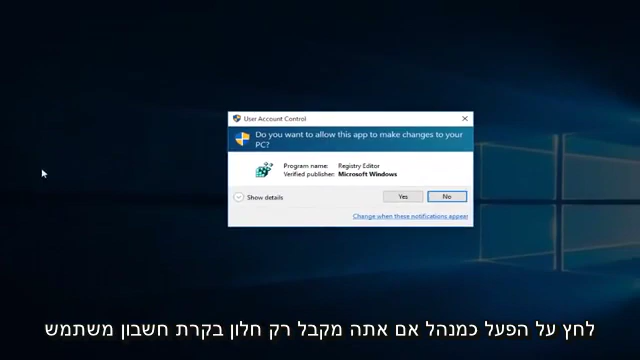 User Account Control
Do you want to allow this app to make changes to your
PC?
Program name: Registry Editor
Verified publisher: Microsoft Windows
Show details
Yes
No
Change when these notifications appear
לחץ על הפעל כמנהל אם אתה מקבל רק חלון בקרת חשבון משתמש